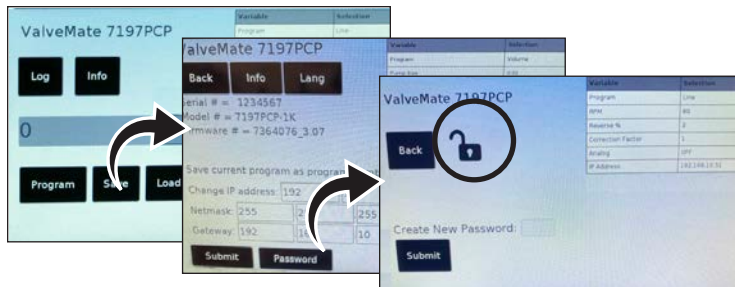 ValveMate 7197PCP
Variable Selection
Program Line
Log Info
0
Program Save Load
ValveMate 7197PCP
Variable Selection
Program Volume
Back Info Lang
Serial # = 1234567
Model # = 7197PCP-1K
Firmware # = 7364076_3.07
Save current program as program
Change IP address: 192
Netmask: 255 255
Gateway: 192 10
Submit Password
ValveMate 7197PCP
Variable Selection
Program Line
RPM 60
Reverse % 2
Correction Factor 1
Analog OFF
IP Address
Back
Create New Password:
Submit